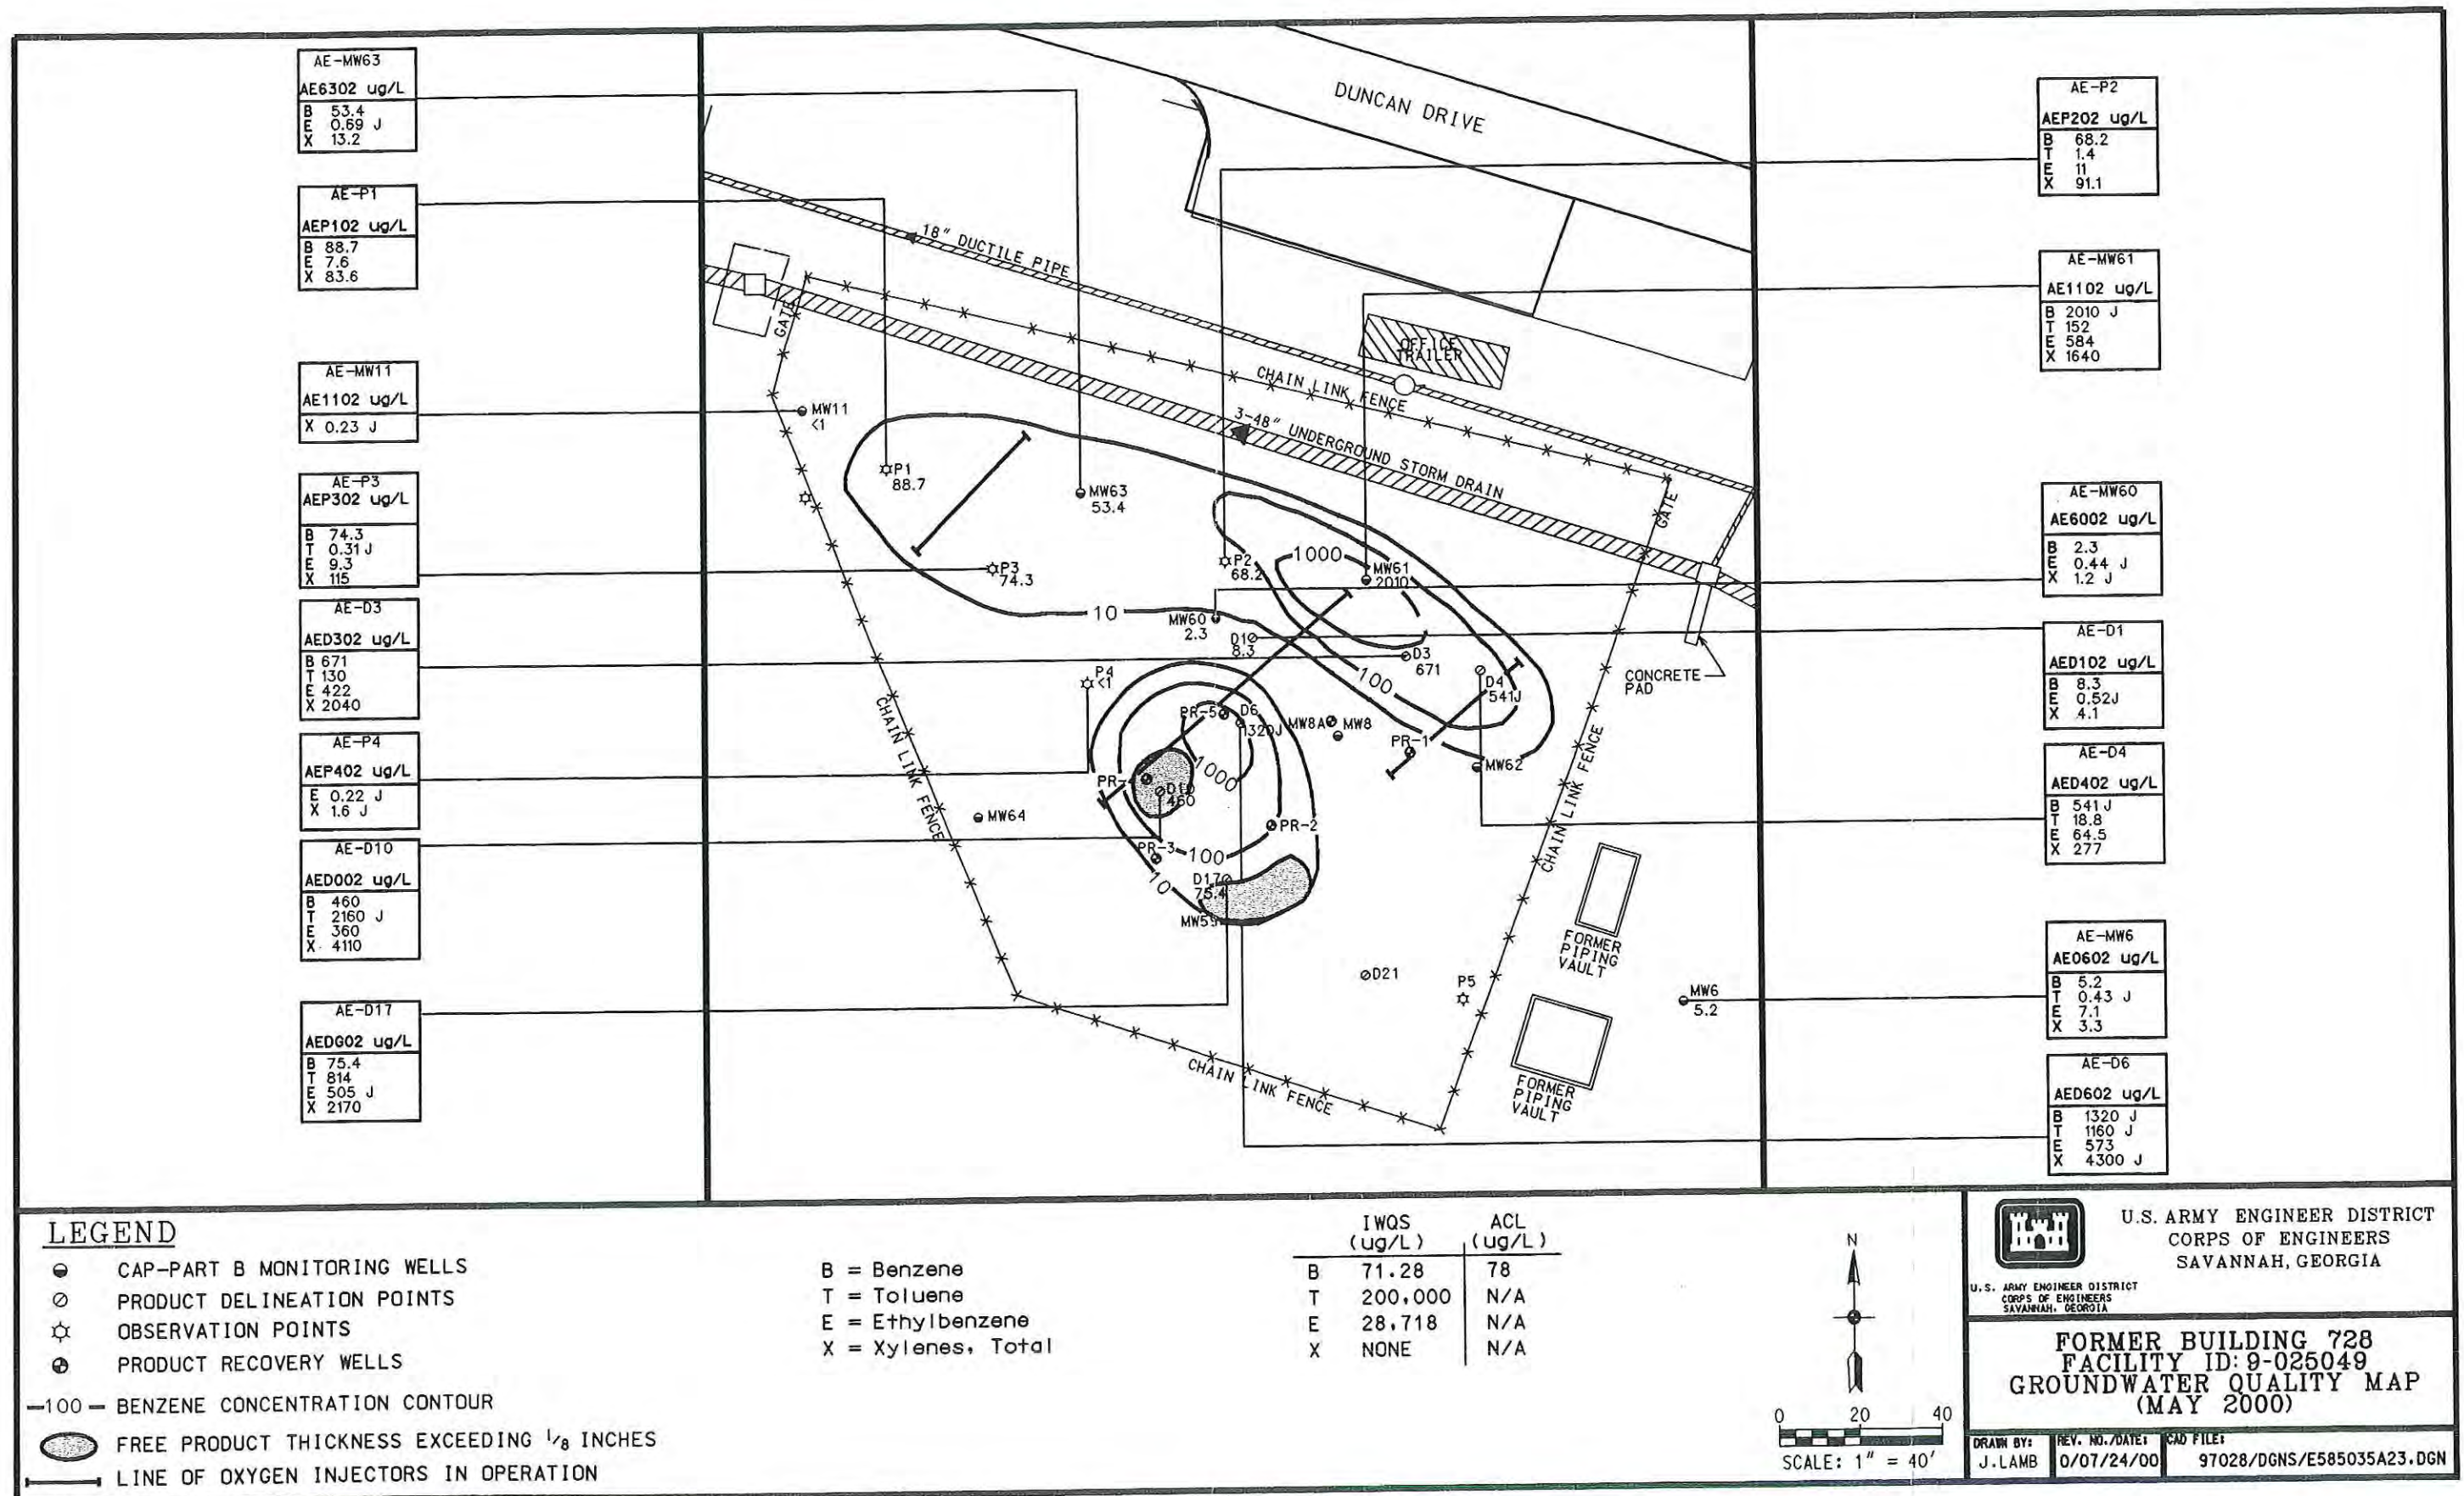 AE-MW63
AE6302 ug/L
B 53.4
E 0.69 J
X 13.2
AE-P1
AEP102 ug/L
B 88.7
E 7.6
X 83.6
AE-MW11
AE1102 ug/L
X 0.23 J
AE-P3
AEP302 ug/L
B 74.3
T 0.31 J
E 9.3
X 115
AE-D3
AED302 ug/L
B 671
T 130
E 422
X 2040
AE-P4
AEP402 ug/L
E 0.22 J
X 1.6 J
AE-D10
AED002 ug/L
B 460
T 2160 J
E 360
X 4110
AE-D17
AEDG02 ug/L
B 75.4
T 814
E 505 J
X 2170
DUNCAN DRIVE
18" DUCTILE PIPE
GATE
OFFICE
TRAILER
CHAIN LINK FENCE
3-48" UNDERGROUND STORM DRAIN
MW11
<1
P1
88.7
MW63
53.4
GATE
P2
68.2
1000
MW61
2010
P3
74.3
10
MW60
2.3
D1
8.3
D3
671
100
D4
541J
CONCRETE
PAD
P4
<1
PR-5
D6
1320J
MW8A
MW8
PR-1
MW62
CHAIN LINK FENCE
1000
PR-4
D10
460
MW64
PR-2
PR-3
100
10
CHAIN LINK FENCE
D17
75.4
MW59
FORMER
PIPING
VAULT
D21
P5
MW6
5.2
CHAIN LINK FENCE
FORMER
PIPING
VAULT
AE-P2
AEP202 ug/L
B 68.2
T 1.4
E 11
X 91.1
AE-MW61
AE1102 ug/L
B 2010 J
T 152
E 584
X 1640
AE-MW60
AE6002 ug/L
B 2.3
E 0.44 J
X 1.2 J
AE-D1
AED102 ug/L
B 8.3
E 0.52J
X 4.1
AE-D4
AED402 ug/L
B 541 J
T 18.8
E 64.5
X 277
AE-MW6
AE0602 ug/L
B 5.2
T 0.43 J
E 7.1
X 3.3
AE-D6
AED602 ug/L
B 1320 J
T 1160 J
E 573
X 4300 J
LEGEND
CAP-PART B MONITORING WELLS
PRODUCT DELINEATION POINTS
OBSERVATION POINTS
PRODUCT RECOVERY WELLS
-100- BENZENE CONCENTRATION CONTOUR
FREE PRODUCT THICKNESS EXCEEDING 1/8 INCHES
LINE OF OXYGEN INJECTORS IN OPERATION
B = Benzene
T = Toluene
E = Ethylbenzene
X = Xylenes, Total
IWQS ACL
(ug/L) (ug/L)
B 71.28 78
T 200,000 N/A
E 28,718 N/A
X NONE N/A
N
0 20 40
SCALE: 1" = 40'
U.S. ARMY ENGINEER DISTRICT
CORPS OF ENGINEERS
SAVANNAH, GEORGIA
U.S. ARMY ENGINEER DISTRICT
CORPS OF ENGINEERS
SAVANNAH, GEORGIA
FORMER BUILDING 728
FACILITY ID: 9-025049
GROUNDWATER QUALITY MAP
(MAY 2000)
DRAWN BY: REV. NO./DATE: CAD FILE:
J.LAMB 0/07/24/00 97028/DGNS/E585035A23.DGN